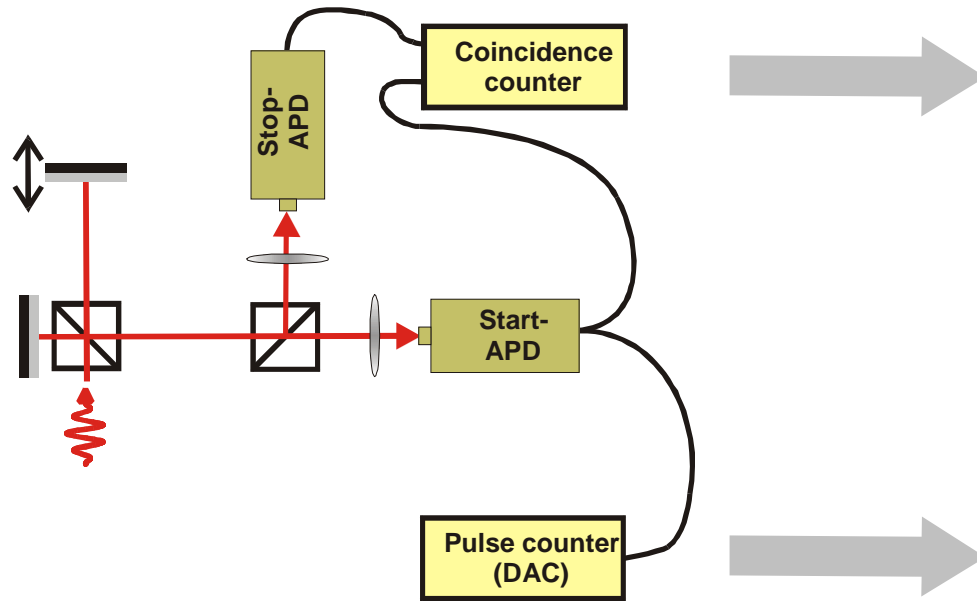 Coincidence
counter
Stop-
APD
Start-
APD
Pulse counter
(DAC)